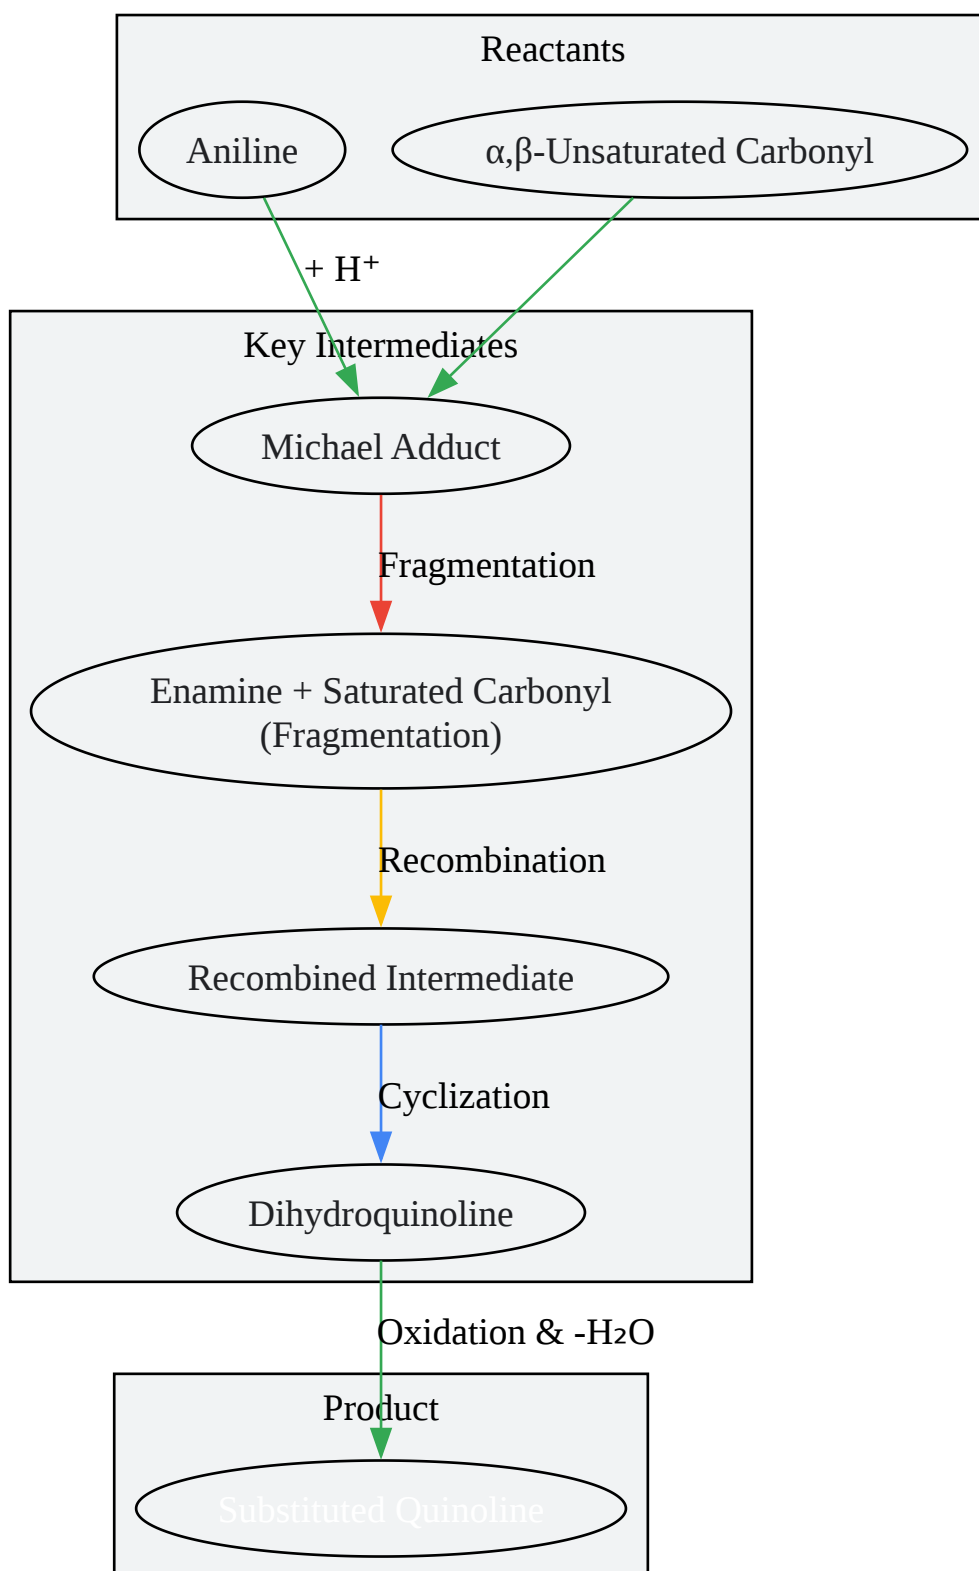 Reactants
Aniline
α,β-Unsaturated Carbonyl
+ H⁺
Key Intermediates
Michael Adduct
Fragmentation
Enamine + Saturated Carbonyl
(Fragmentation)
Recombination
Recombined Intermediate
Cyclization
Dihydroquinoline
Oxidation & -H₂O
Product
Substituted Quinoline